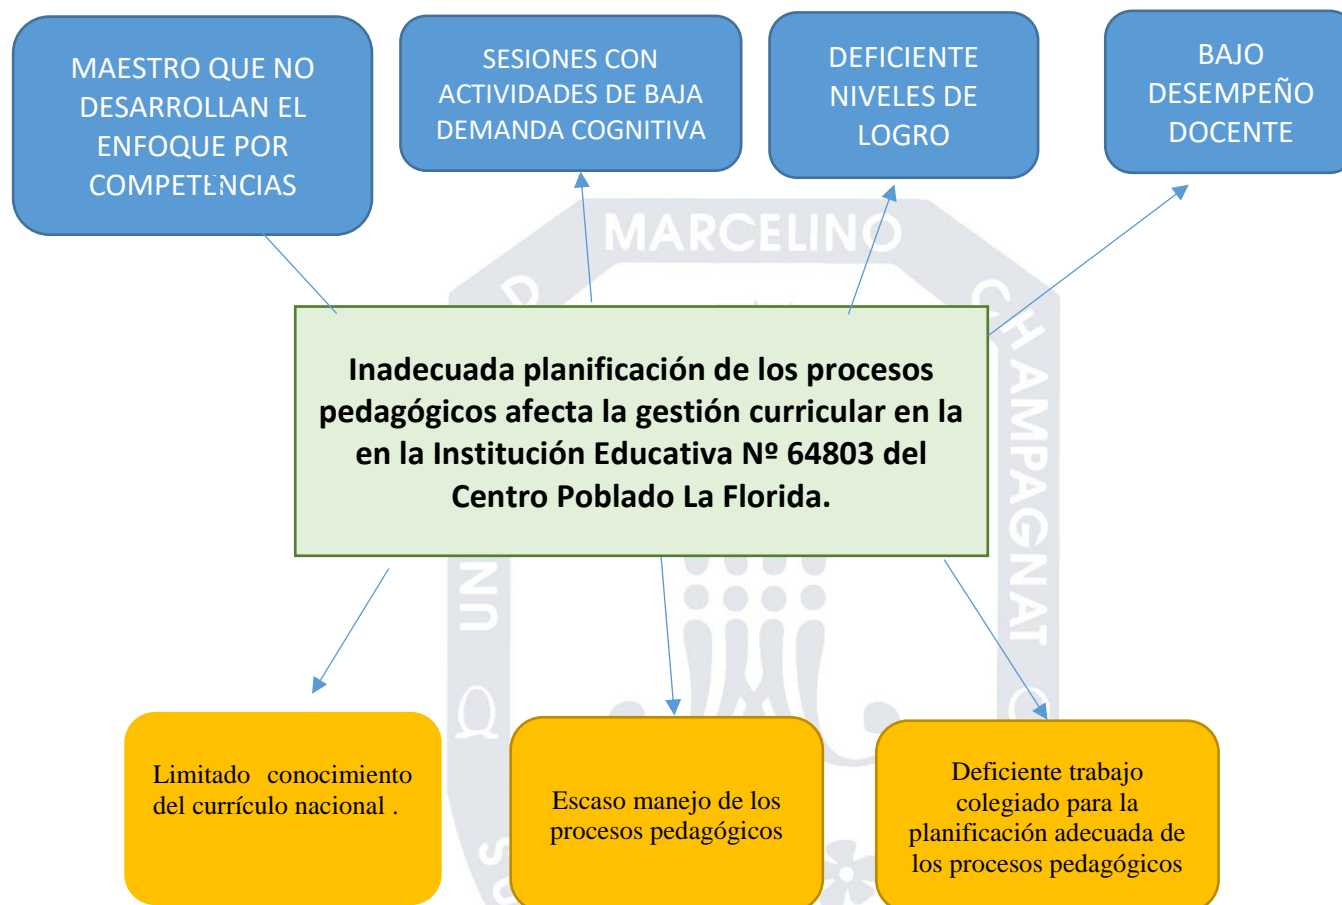 MAESTRO QUE NO
DESARROLLAN EL
ENFOQUE POR
COMPETENCIAS
SESIONES CON
ACTIVIDADES DE BAJA
DEMANDA COGNITIVA
DEFICIENTE
NIVELES DE
LOGRO
BAJO
DESEMPEÑO
DOCENTE
MARCELINO
CHAMPAGNAT
Inadecuada planificación de los procesos
pedagógicos afecta la gestión curricular en la
en la Institución Educativa Nº 64803 del
Centro Poblado La Florida.
Limitado conocimiento
del currículo nacional .
Escaso manejo de los
procesos pedagógicos
Deficiente trabajo
colegiado para la
planificación adecuada de
los procesos pedagógicos